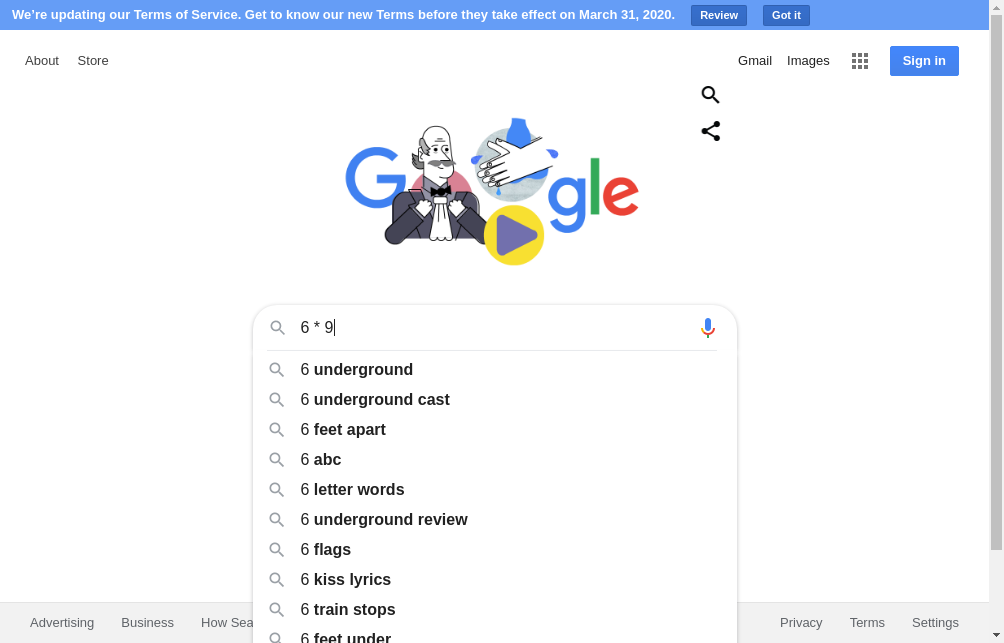 We're updating our Terms of Service. Get to know our new Terms before they take effect on March 31, 2020. Review Got it
About Store Gmail Images Sign in
Google
6 * 9
6 underground
6 underground cast
6 feet apart
6 abc
6 letter words
6 underground review
6 flags
6 kiss lyrics
6 train stops
6 feet under
Advertising Business How Sea Privacy Terms Settings